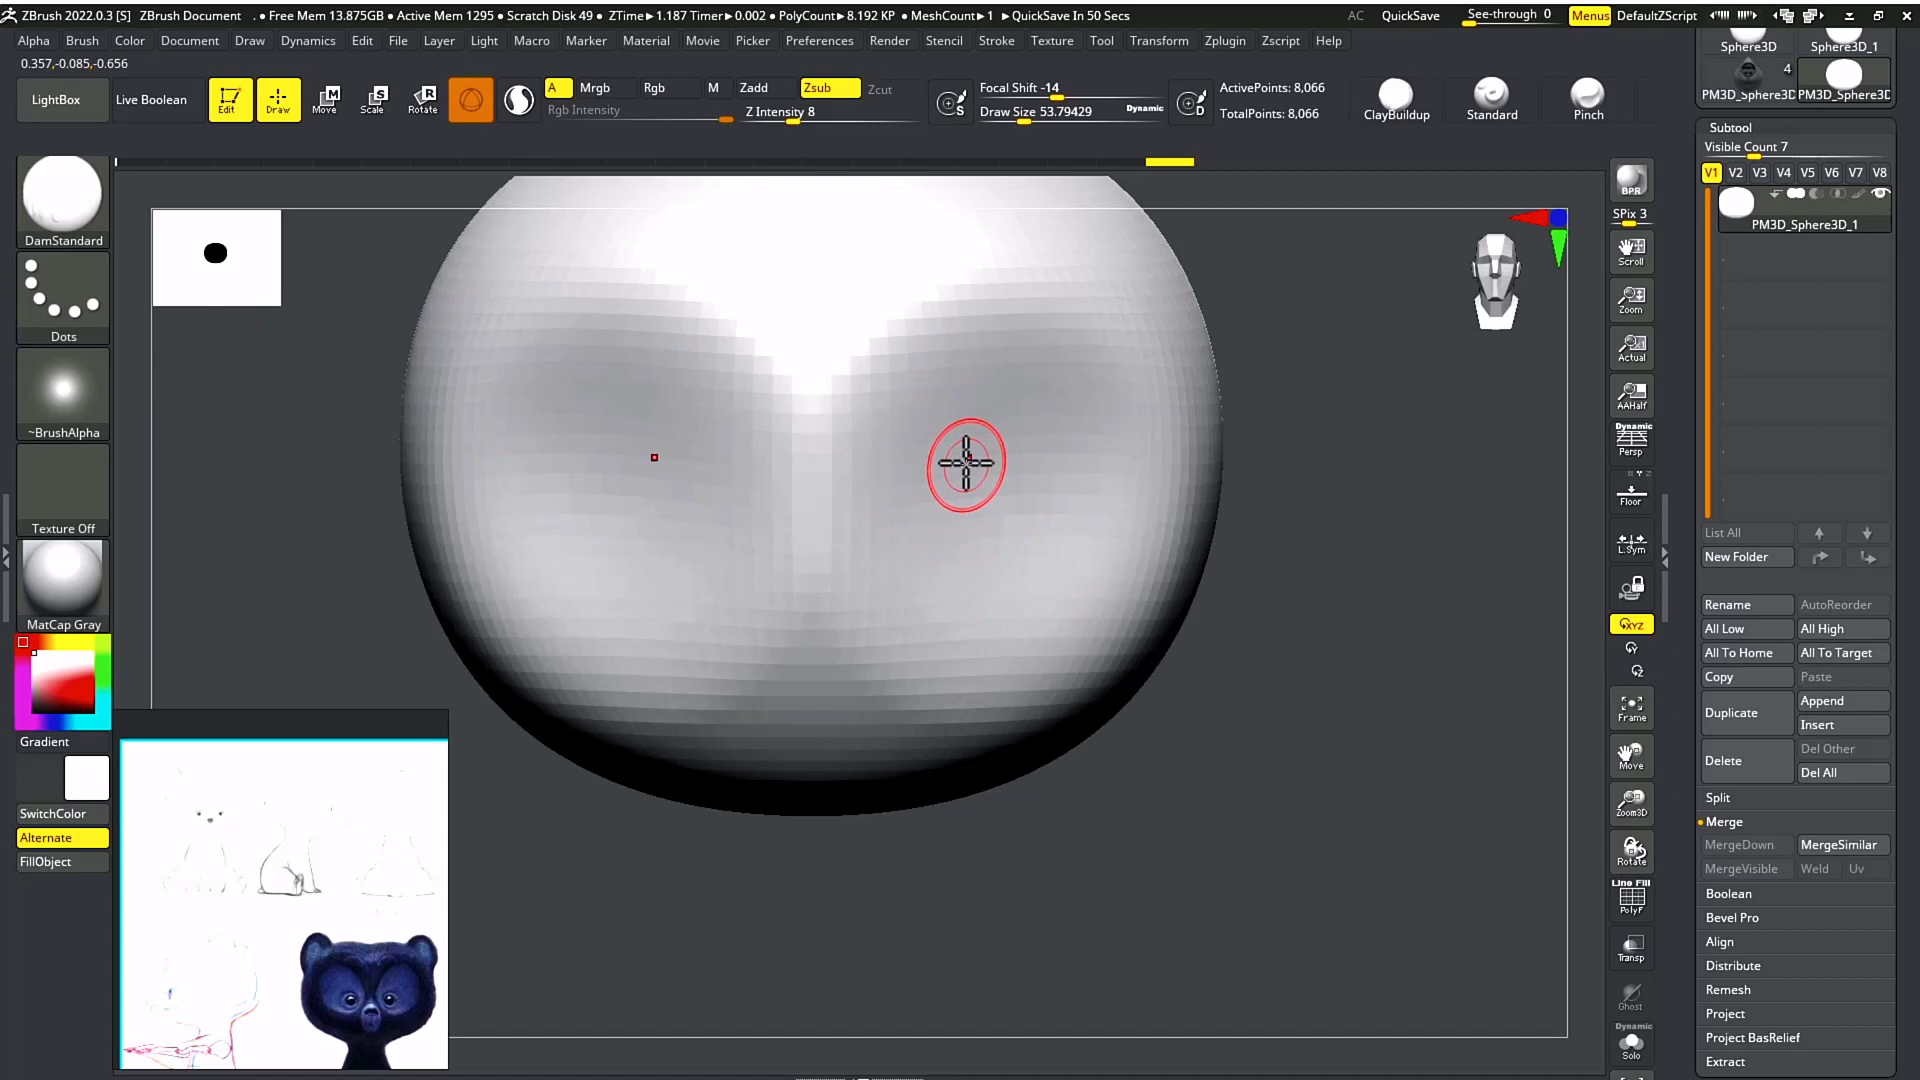 ZBrush 2022.0.3 [S] ZBrush Document . ● Free Mem 13.875GB ● Active Mem 1295 ● Scratch Disk 49 ● ZTime▶1.187 Timer▶0.002 ● PolyCount▶8.192 KP ● MeshCount▶1 ▶QuickSave In 50 Secs AC QuickSave See-through 0 Menus DefaultZScript
Alpha Brush Color Document Draw Dynamics Edit File Layer Light Macro Marker Material Movie Picker Preferences Render Stencil Stroke Texture Tool Transform Zplugin Zscript Help
0.357,-0.085,-0.656
LightBox
Live Boolean
Edit
Draw
Move
Scale
Rotate
A Mrgb Rgb M Zadd Zsub Zcut
Rgb Intensity Z Intensity 8
Focal Shift -14
Draw Size 53.79429 Dynamic
S
D
ActivePoints: 8,066
TotalPoints: 8,066
ClayBuildup
Standard
Pinch
Sphere3D Sphere3D_1
4
PM3D_Sphere3D PM3D_Sphere3D
Subtool
Visible Count 7
V1 V2 V3 V4 V5 V6 V7 V8
PM3D_Sphere3D_1
List All
New Folder
Rename AutoReorder
All Low All High
All To Home All To Target
Copy Paste
Duplicate Append
Insert
Delete Del Other
Del All
Split
Merge
MergeDown MergeSimilar
MergeVisible Weld Uv
Boolean
Bevel Pro
Align
Distribute
Remesh
Project
Project BasRelief
Extract
DamStandard
Dots
~BrushAlpha
Texture Off
MatCap Gray
Gradient
SwitchColor
Alternate
FillObject
BPR
SPix 3
Scroll
Zoom
Actual
AAHalf
Dynamic
Persp
Floor
L.Sym
XYZ
Frame
Move
Zoom3D
Rotate
Line Fill
PolyF
Transp
Ghost
Dynamic
Solo